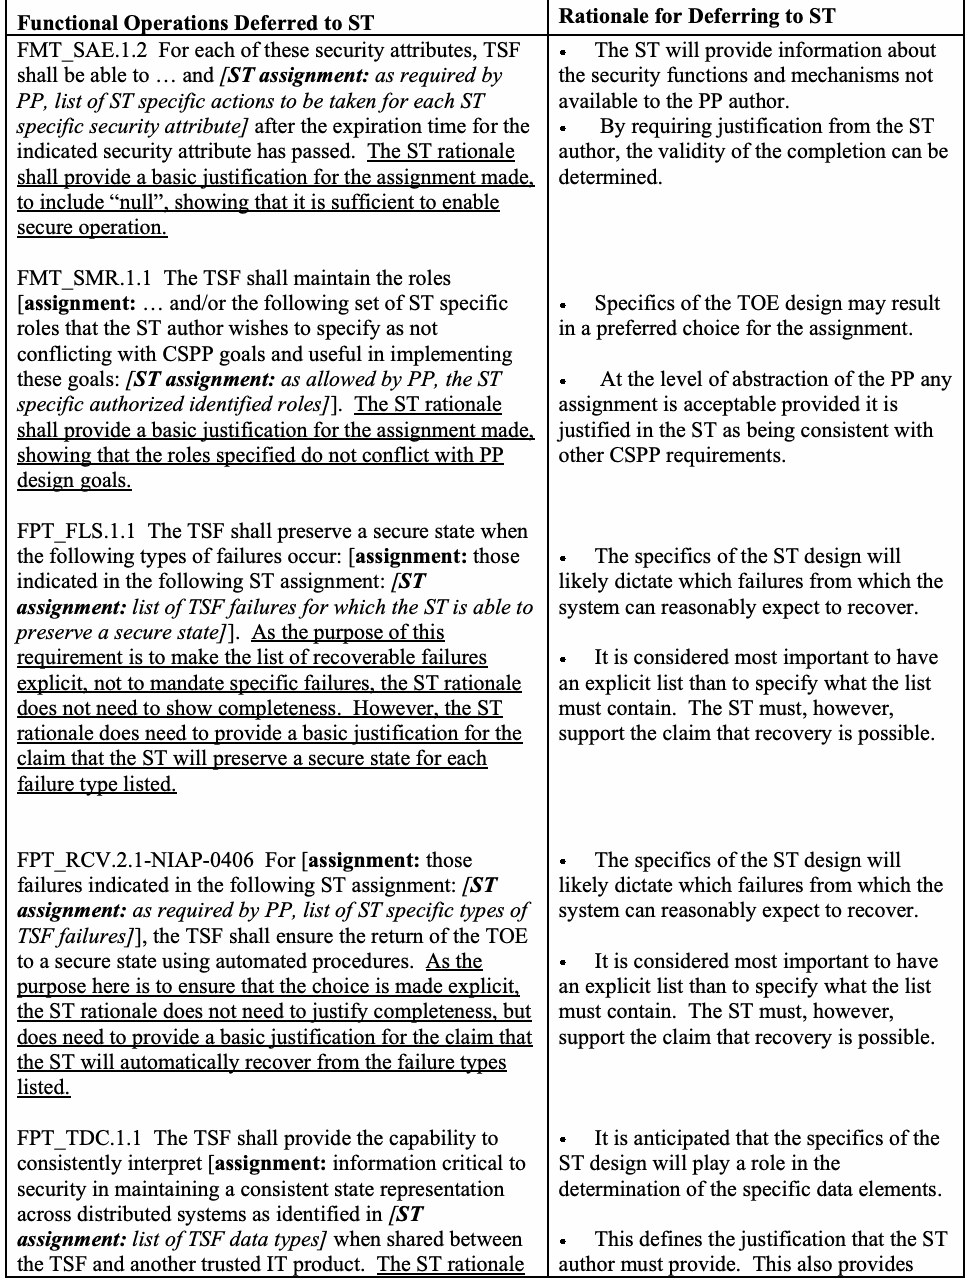 Functional Operations Deferred to ST
FMT_SAE.1.2 For each of these security attributes, TSF
shall be able to … and [ST assignment: as required by
PP, list of ST specific actions to be taken for each ST
specific security attribute] after the expiration time for the
indicated security attribute has passed. The ST rationale
shall provide a basic justification for the assignment made,
to include “null”, showing that it is sufficient to enable
secure operation.
FMT_SMR.1.1 The TSF shall maintain the roles
[assignment: … and/or the following set of ST specific
roles that the ST author wishes to specify as not
conflicting with CSPP goals and useful in implementing
these goals: [ST assignment: as allowed by PP, the ST
specific authorized identified roles]]. The ST rationale
shall provide a basic justification for the assignment made,
showing that the roles specified do not conflict with PP
design goals.
FPT_FLS.1.1 The TSF shall preserve a secure state when
the following types of failures occur: [assignment: those
indicated in the following ST assignment: [ST
assignment: list of TSF failures for which the ST is able to
preserve a secure state]]. As the purpose of this
requirement is to make the list of recoverable failures
explicit, not to mandate specific failures, the ST rationale
does not need to show completeness. However, the ST
rationale does need to provide a basic justification for the
claim that the ST will preserve a secure state for each
failure type listed.
FPT_RCV.2.1-NIAP-0406 For [assignment: those
failures indicated in the following ST assignment: [ST
assignment: as required by PP, list of ST specific types of
TSF failures]], the TSF shall ensure the return of the TOE
to a secure state using automated procedures. As the
purpose here is to ensure that the choice is made explicit,
the ST rationale does not need to justify completeness, but
does need to provide a basic justification for the claim that
the ST will automatically recover from the failure types
listed.
FPT_TDC.1.1 The TSF shall provide the capability to
consistently interpret [assignment: information critical to
security in maintaining a consistent state representation
across distributed systems as identified in [ST
assignment: list of TSF data types] when shared between
the TSF and another trusted IT product. The ST rationale
Rationale for Deferring to ST
• The ST will provide information about
the security functions and mechanisms not
available to the PP author.
• By requiring justification from the ST
author, the validity of the completion can be
determined.
• Specifics of the TOE design may result
in a preferred choice for the assignment.
• At the level of abstraction of the PP any
assignment is acceptable provided it is
justified in the ST as being consistent with
other CSPP requirements.
• The specifics of the ST design will
likely dictate which failures from which the
system can reasonably expect to recover.
• It is considered most important to have
an explicit list than to specify what the list
must contain. The ST must, however,
support the claim that recovery is possible.
• The specifics of the ST design will
likely dictate which failures from which the
system can reasonably expect to recover.
• It is considered most important to have
an explicit list than to specify what the list
must contain. The ST must, however,
support the claim that recovery is possible.
• It is anticipated that the specifics of the
ST design will play a role in the
determination of the specific data elements.
• This defines the justification that the ST
author must provide. This also provides